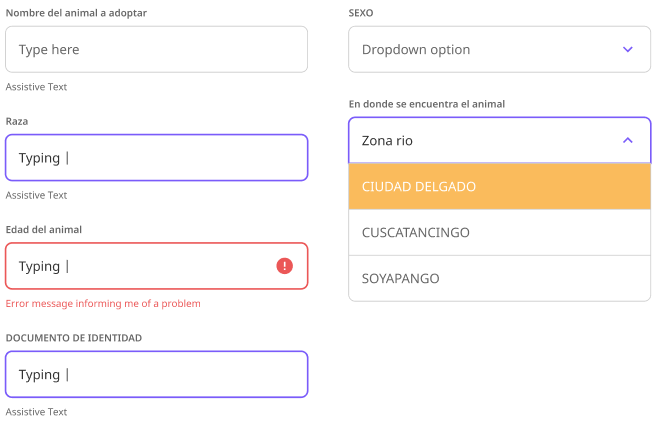 Nombre del animal a adoptar
Type here
Assistive Text
Raza
Typing
Assistive Text
Edad del animal
Typing
Error message informing me of a problem
DOCUMENTO DE IDENTIDAD
Typing
Assistive Text
SEXO
Dropdown option
En donde se encuentra el animal
Zona rio
CIUDAD DELGADO
CUSCATANCINGO
SOYAPANGO